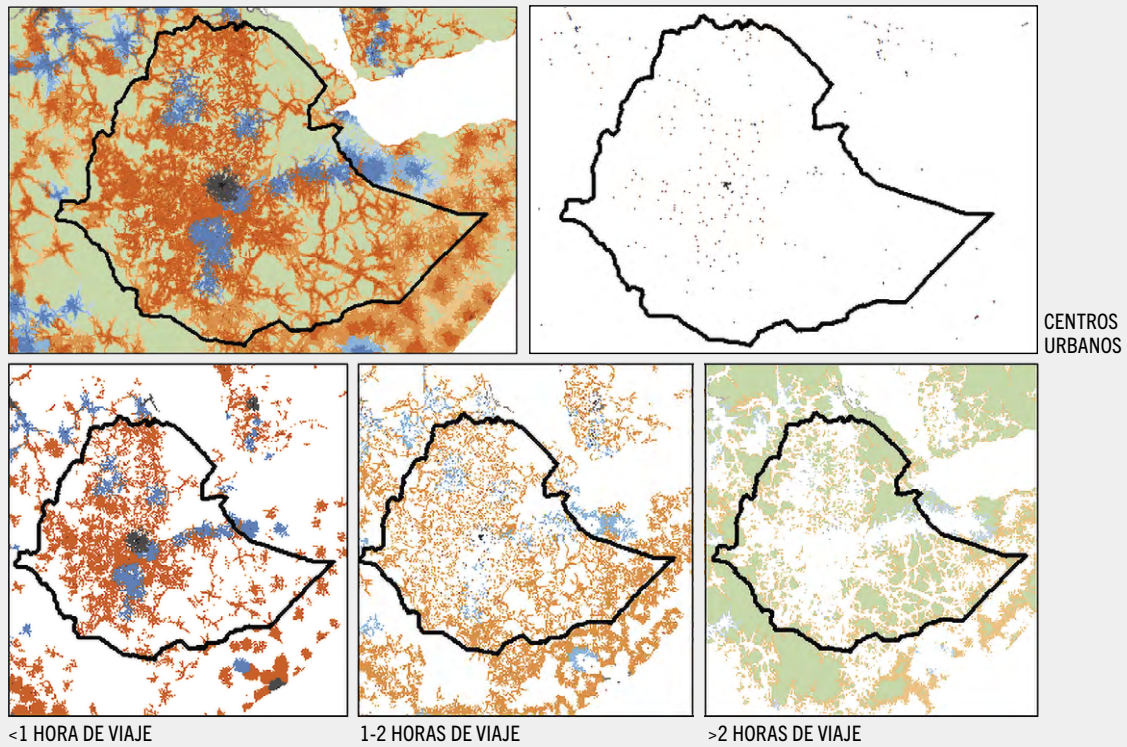 CENTROS
URBANOS
<1 HORA DE VIAJE
1-2 HORAS DE VIAJE
>2 HORAS DE VIAJE